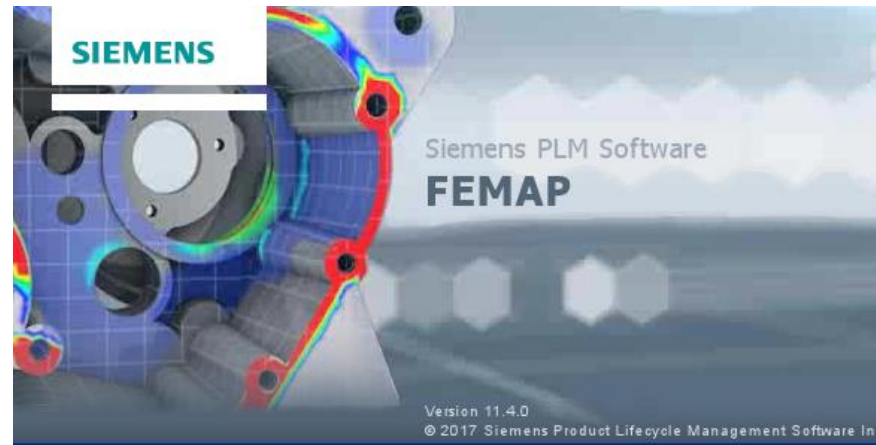 SIEMENS
Siemens PLM Software
FEMAP
Version 11.4.0
© 2017 Siemens Product Lifecycle Management Software In